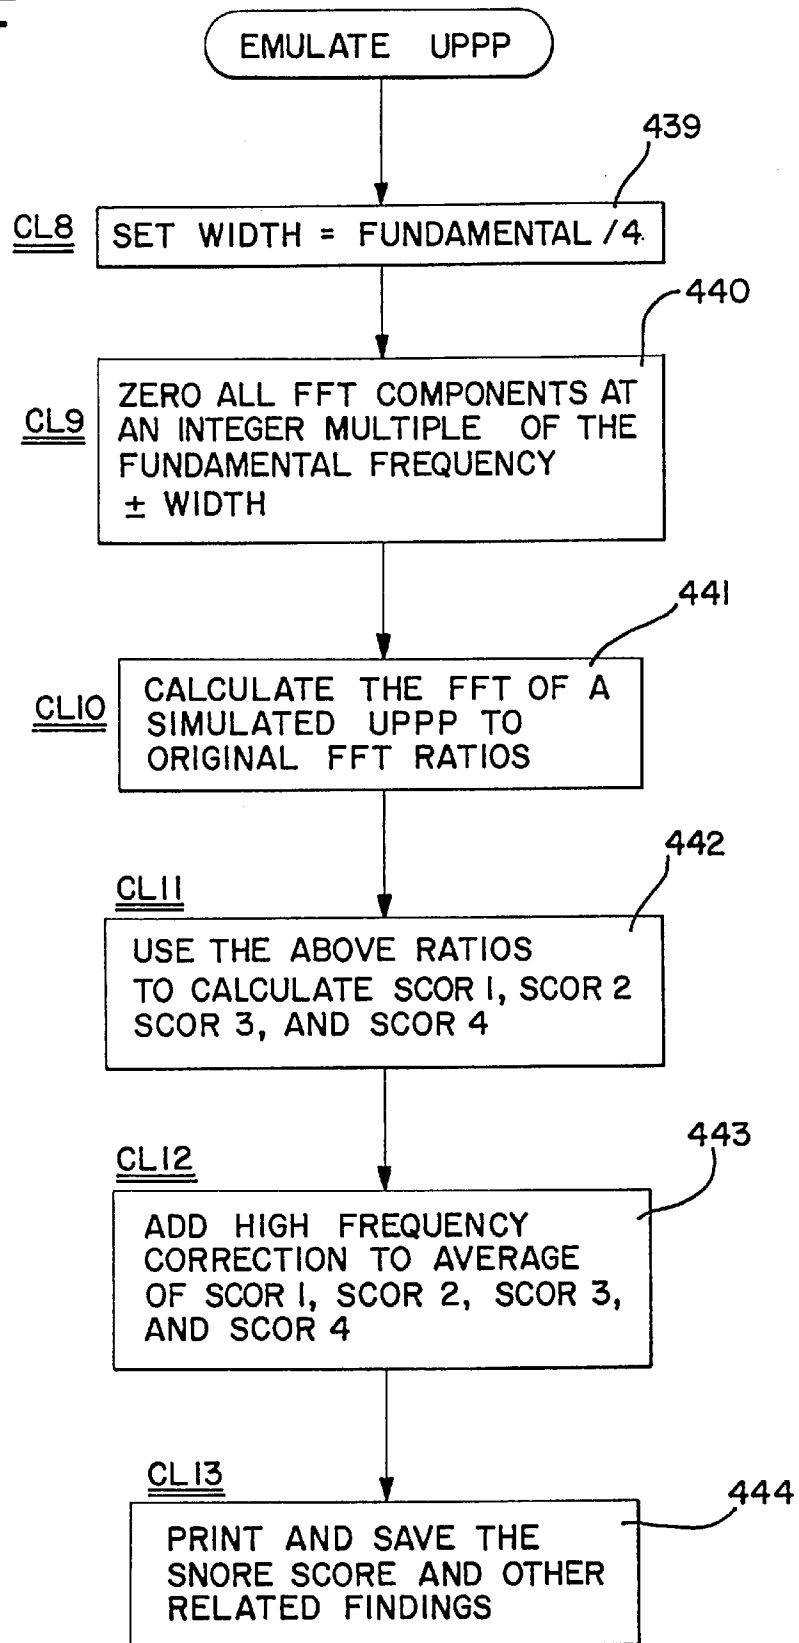 EMULATE UPPP
439
CL8
SET WIDTH = FUNDAMENTAL /4
440
CL9
ZERO ALL FFT COMPONENTS AT
AN INTEGER MULTIPLE OF THE
FUNDAMENTAL FREQUENCY
± WIDTH
441
CL10
CALCULATE THE FFT OF A
SIMULATED UPPP TO
ORIGINAL FFT RATIOS
442
CL11
USE THE ABOVE RATIOS
TO CALCULATE SCOR 1, SCOR 2
SCOR 3, AND SCOR 4
443
CL12
ADD HIGH FREQUENCY
CORRECTION TO AVERAGE
OF SCOR 1, SCOR 2, SCOR 3,
AND SCOR 4
CL13
444
PRINT AND SAVE THE
SNORE SCORE AND OTHER
RELATED FINDINGS